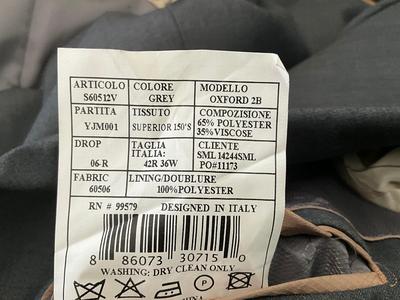 ARTICOLO COLORE MODELLO
S60512V GREY OXFORD 2B
PARTITA TISSUTO COMPOZISIONE
YJM001 SUPERIOR 150'S 65% POLYESTER
35% VISCOSE
DROP TAGLIA CLIENTE
ITALIA: SML 14244SML
06-R 42R 36W PO#11173
FABRIC LINING/DOUBLURE
60506 100% POLYESTER
RN # 99579 DESIGNED IN ITALY
8 86073 30715 0
WASHING: DRY CLEAN ONLY
P